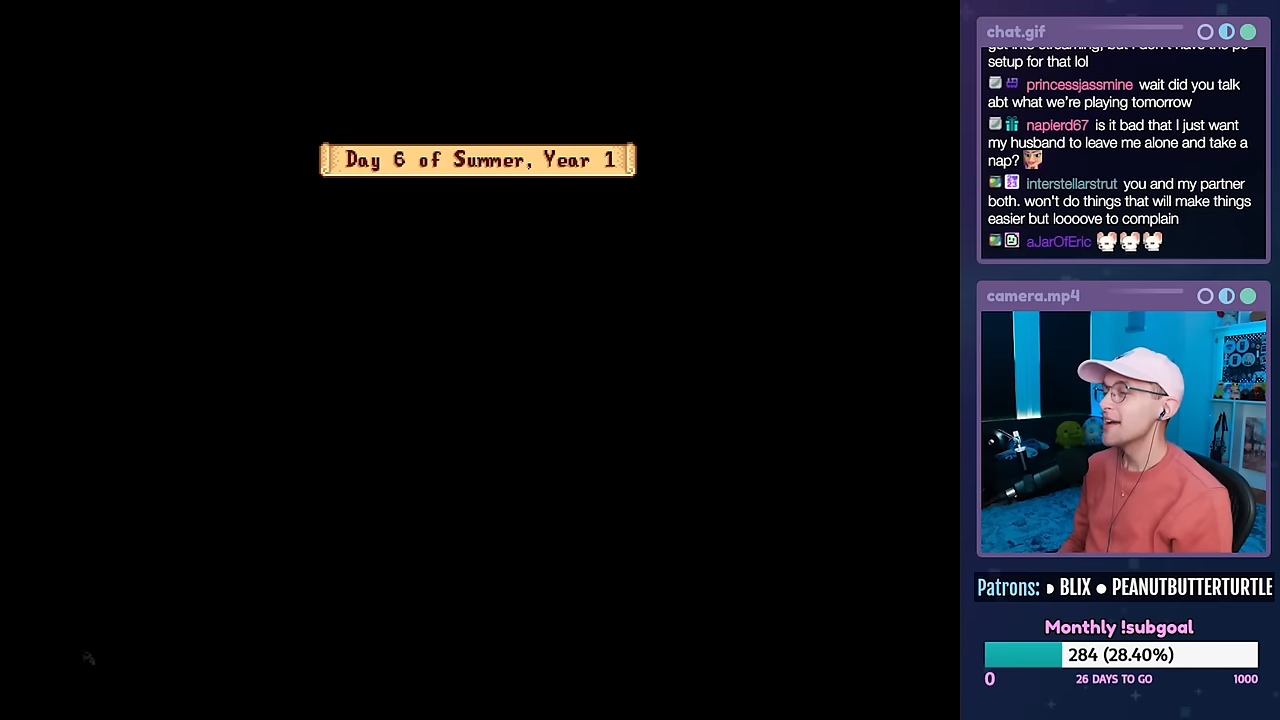 Day 6 of Summer, Year 1
chat.gif
setup for that lol
princessjassmine wait did you talk
abt what we're playing tomorrow
napierd67 is it bad that I just want
my husband to leave me alone and take a
nap?
interstellarstrut you and my partner
both. won't do things that will make things
easier but loooove to complain
aJarOfEric
camera.mp4
Patrons: • BLIX • PEANUTBUTTERTURTLE
Monthly !subgoal
284 (28.40%)
0 26 DAYS TO GO 1000